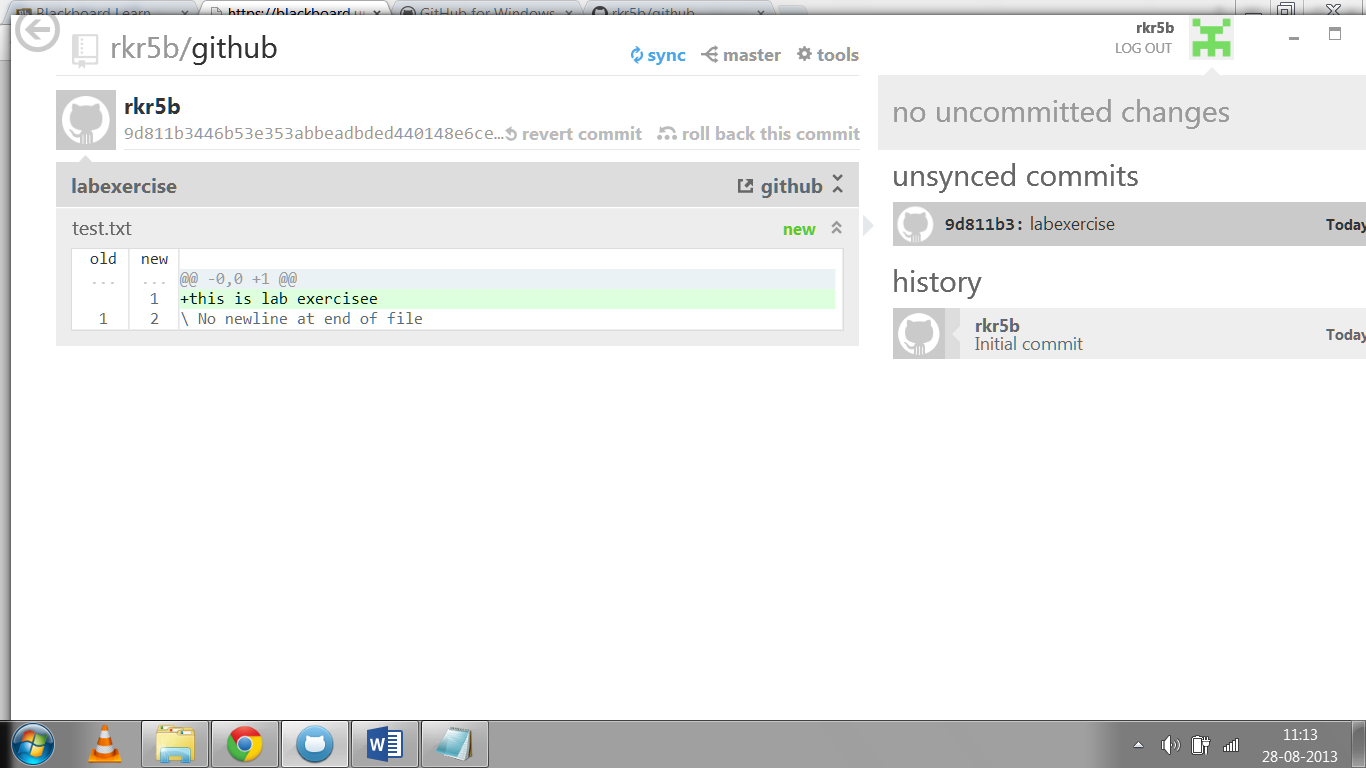 Blackboard Learn
https://blackboard.u
GitHub for Windows
rkr5b/github
rkr5b/github
sync
master
tools
rkr5b
LOG OUT
rkr5b
9d811b3446b53e353abbeadbded440148e6ce...
revert commit
roll back this commit
labexercise
github
test.txt
new
old new
... ... @@ -0,0 +1 @@
1 +this is lab exercisee
1 2 \ No newline at end of file
no uncommitted changes
unsynced commits
9d811b3: labexercise
Today
history
rkr5b
Initial commit
Today
11:13
28-08-2013